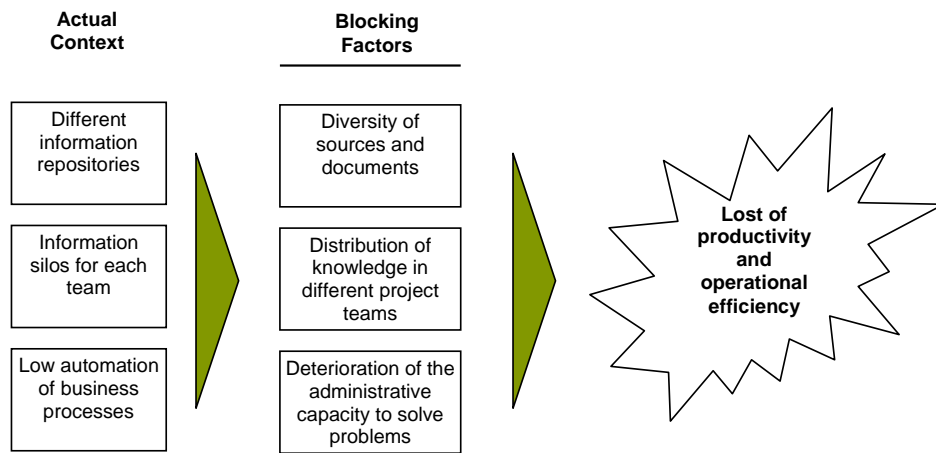 Actual
Context
Blocking
Factors
Different
information
repositories
Information
silos for each
team
Low automation
of business
processes
Diversity of
sources and
documents
Distribution of
knowledge in
different project
teams
Deterioration of the
administrative
capacity to solve
problems
Lost of
productivity
and
operational
efficiency